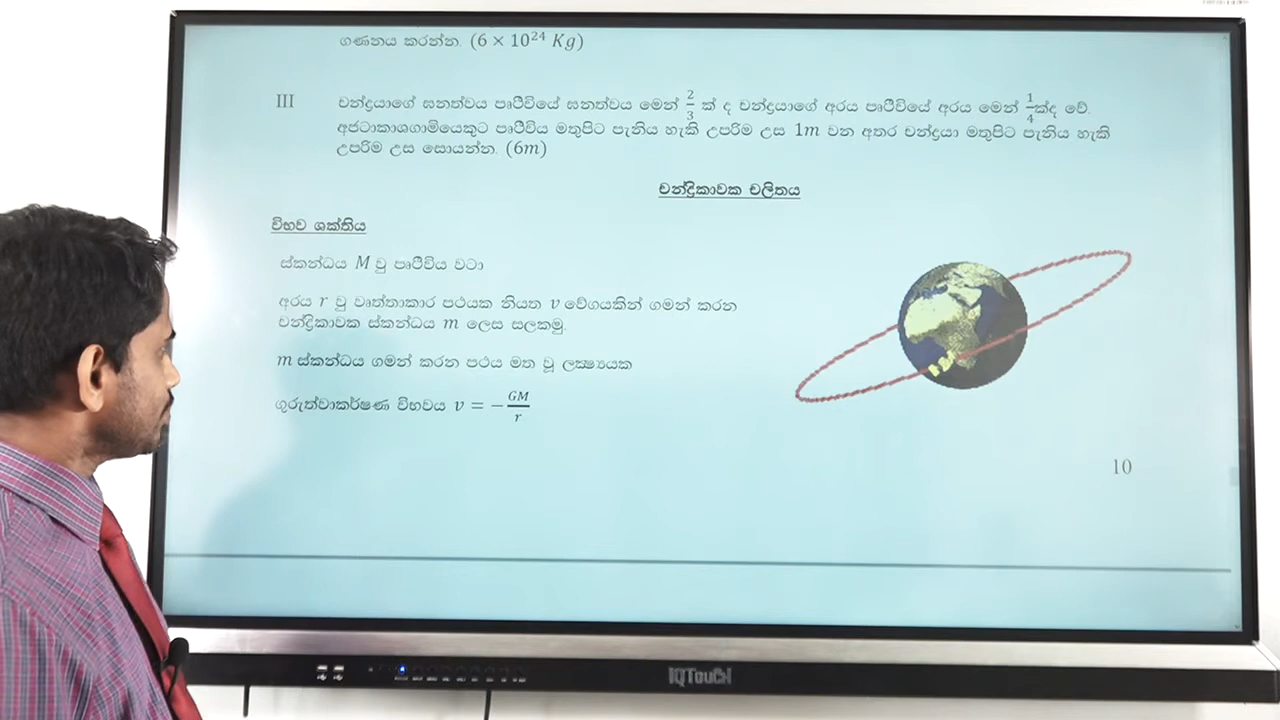 ගණනය කරන්න. (6 × 10²⁴ Kg)
III චන්ද්‍රයාගේ ඝනත්වය පෘථිවියේ ඝනත්වය මෙන් 2/3 ක් ද චන්ද්‍රයාගේ අරය පෘථිවියේ අරය මෙන් 1/4ක්ද වේ.
අජටාකාශගාමියෙකුට පෘථිවිය මතුපිට පැනිය හැකි උපරිම උස 1m වන අතර චන්ද්‍රයා මතුපිට පැනිය හැකි
උපරිම උස සොයන්න. (6m)
චන්ද්‍රිකාවක චලිතය
විභව ශක්තිය
ස්කන්ධය M වූ පෘථිවිය වටා
අරය r වූ වෘත්තාකාර පථයක නියත v වේගයකින් ගමන් කරන
චන්ද්‍රිකාවක ස්කන්ධය m ලෙස සලකමු.
m ස්කන්ධය ගමන් කරන පථය මත වූ ලක්‍ෂ්‍යයක
ගුරුත්වාකර්ෂණ විභවය v = − GM/r
10
IQTouch